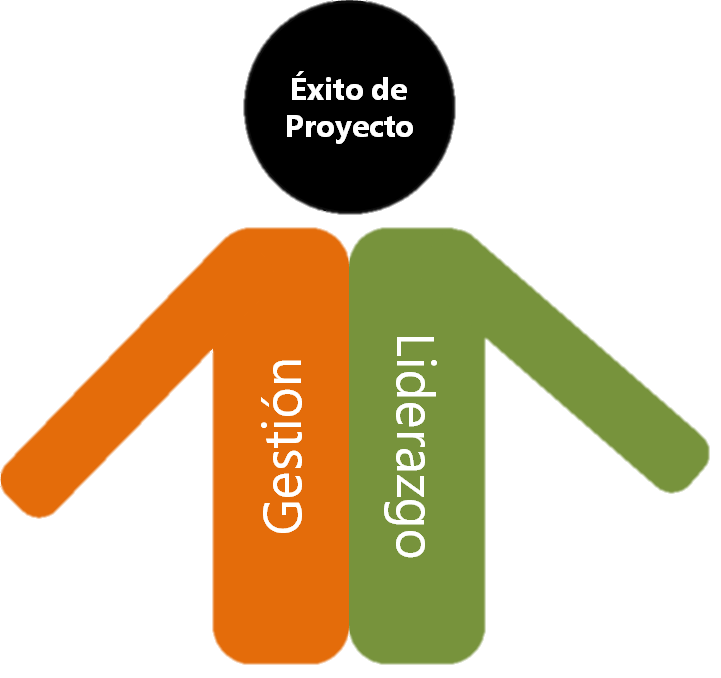 Éxito de
Proyecto
Gestión
Liderazgo